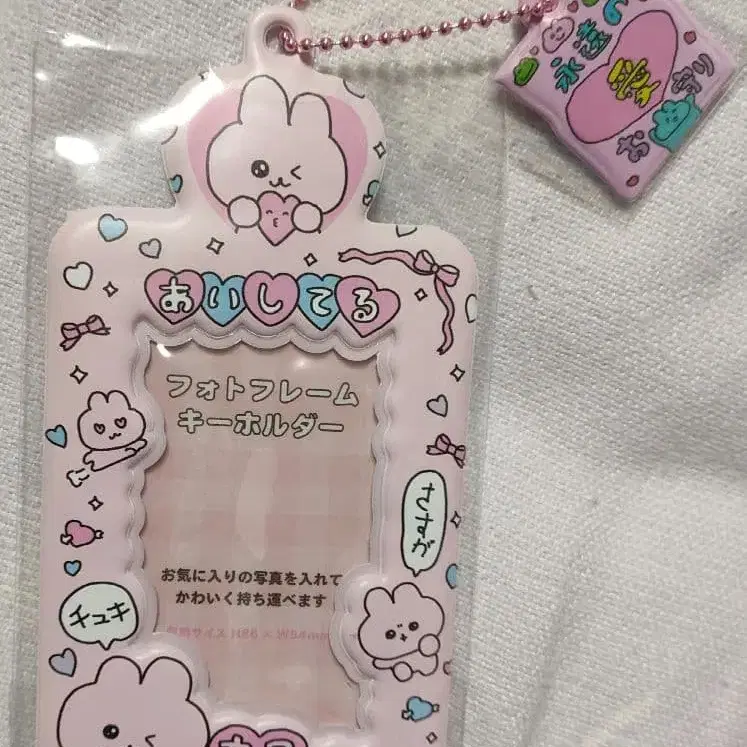 あいしてる
フォトフレーム
キーホルダー
お気に入りの写真を入れて
かわいく持ち運べます
さすが
チュキ
永遠